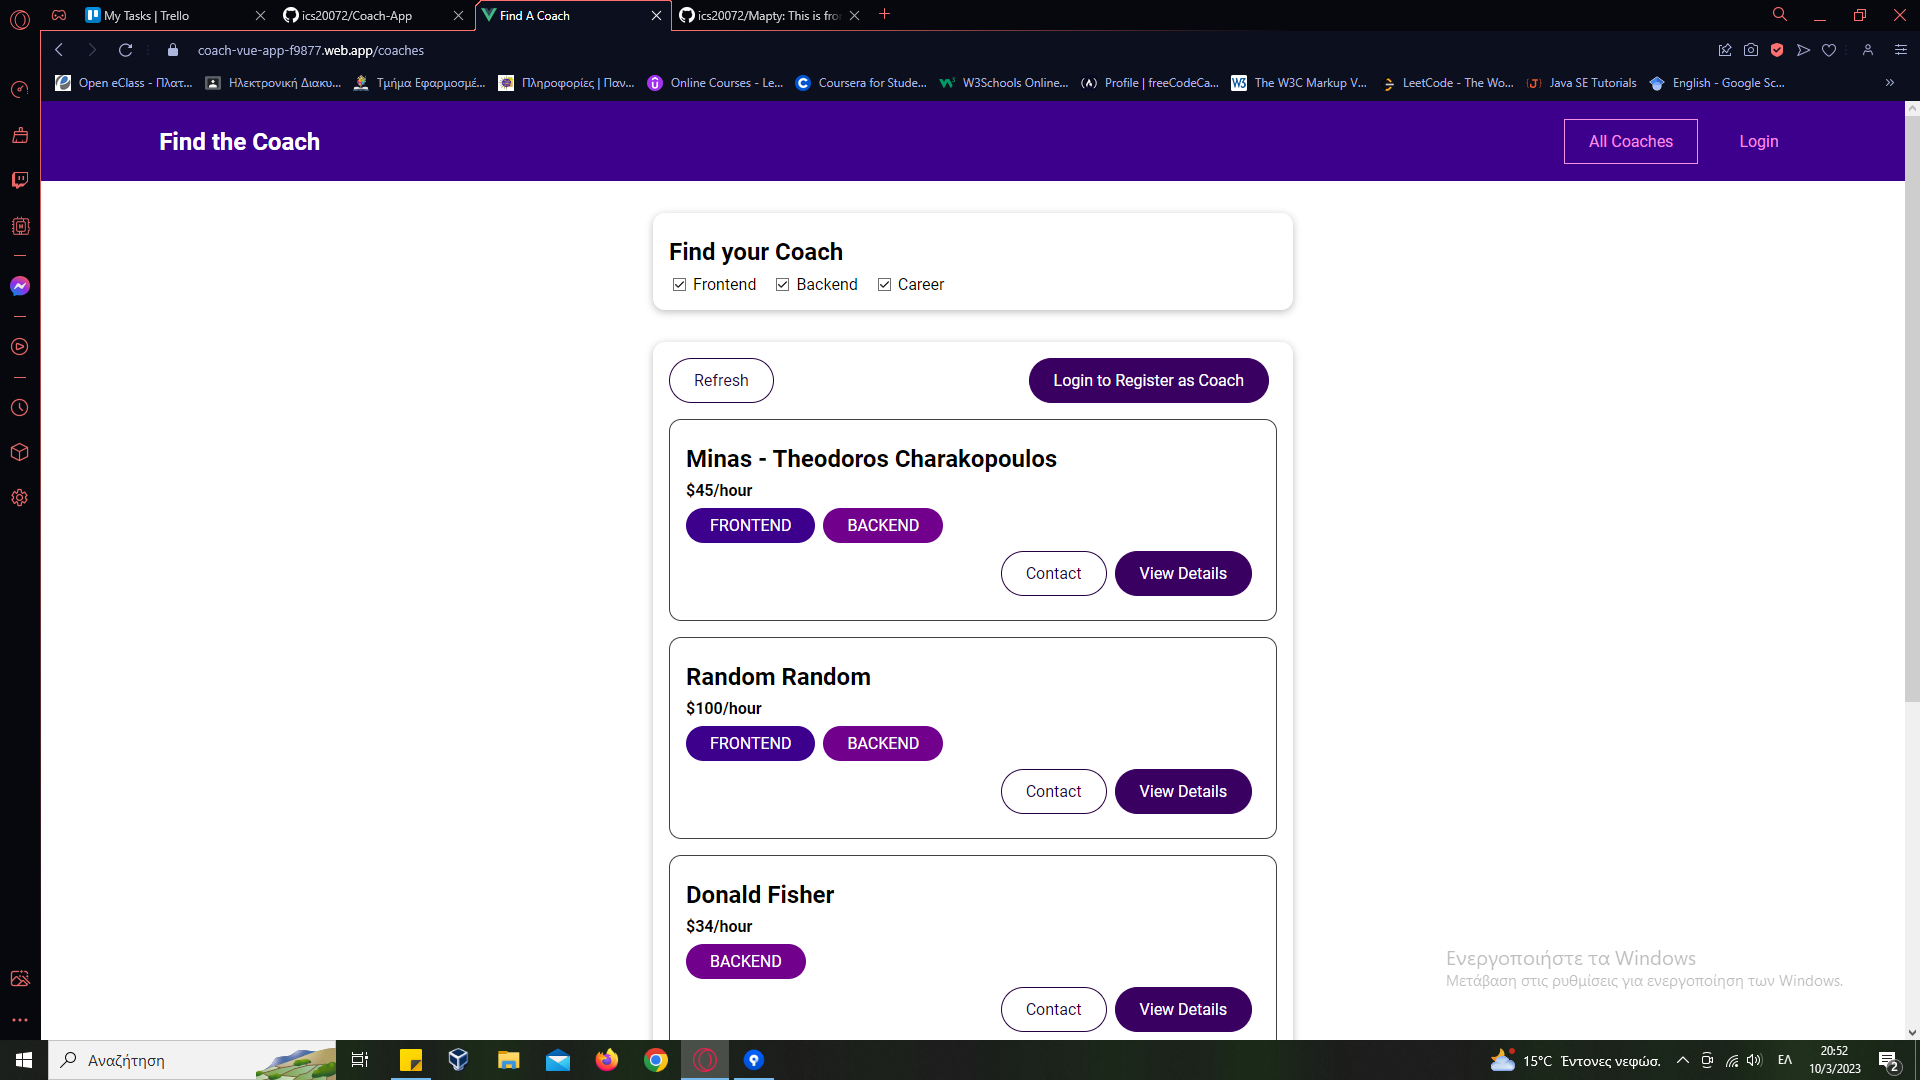 My Tasks | Trello
ics20072/Coach-App
Find A Coach
ics20072/Mapty: This is fro
coach-vue-app-f9877.web.app/coaches
Open eClass - Πλατ...
Ηλεκτρονική Διακυ...
Τμήμα Εφαρμοσμέ...
Πληροφορίες | Παν...
Online Courses - Le...
Coursera for Stude...
W3Schools Online...
Profile | freeCodeCa...
The W3C Markup V...
LeetCode - The Wo...
Java SE Tutorials
English - Google Sc...
Find the Coach
All Coaches
Login
Find your Coach
Frontend
Backend
Career
Refresh
Login to Register as Coach
Minas - Theodoros Charakopoulos
$45/hour
FRONTEND
BACKEND
Contact
View Details
Random Random
$100/hour
FRONTEND
BACKEND
Contact
View Details
Donald Fisher
$34/hour
BACKEND
Contact
View Details
Ενεργοποιήστε τα Windows
Μετάβαση στις ρυθμίσεις για ενεργοποίηση των Windows.
Αναζήτηση
15°C Έντονες νεφώσ.
ΕΛ
20:52
10/3/2023
2